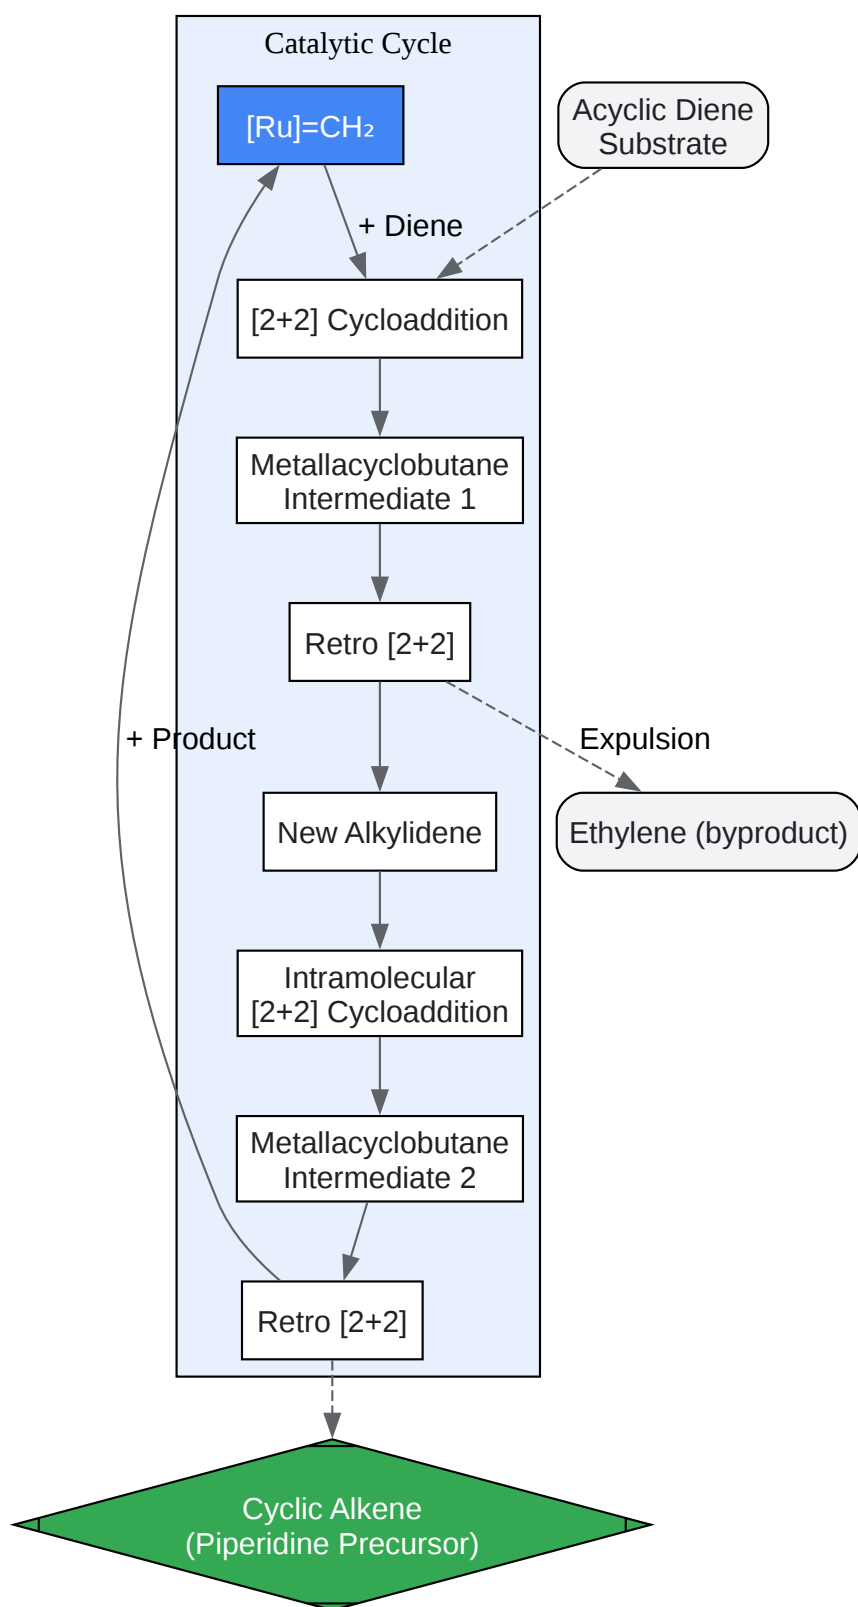 Catalytic Cycle
[Ru]=CH₂
Acyclic Diene
Substrate
+ Diene
[2+2] Cycloaddition
Metallacyclobutane
Intermediate 1
Retro [2+2]
+ Product
Expulsion
New Alkylidene
Ethylene (byproduct)
Intramolecular
[2+2] Cycloaddition
Metallacyclobutane
Intermediate 2
Retro [2+2]
Cyclic Alkene
(Piperidine Precursor)